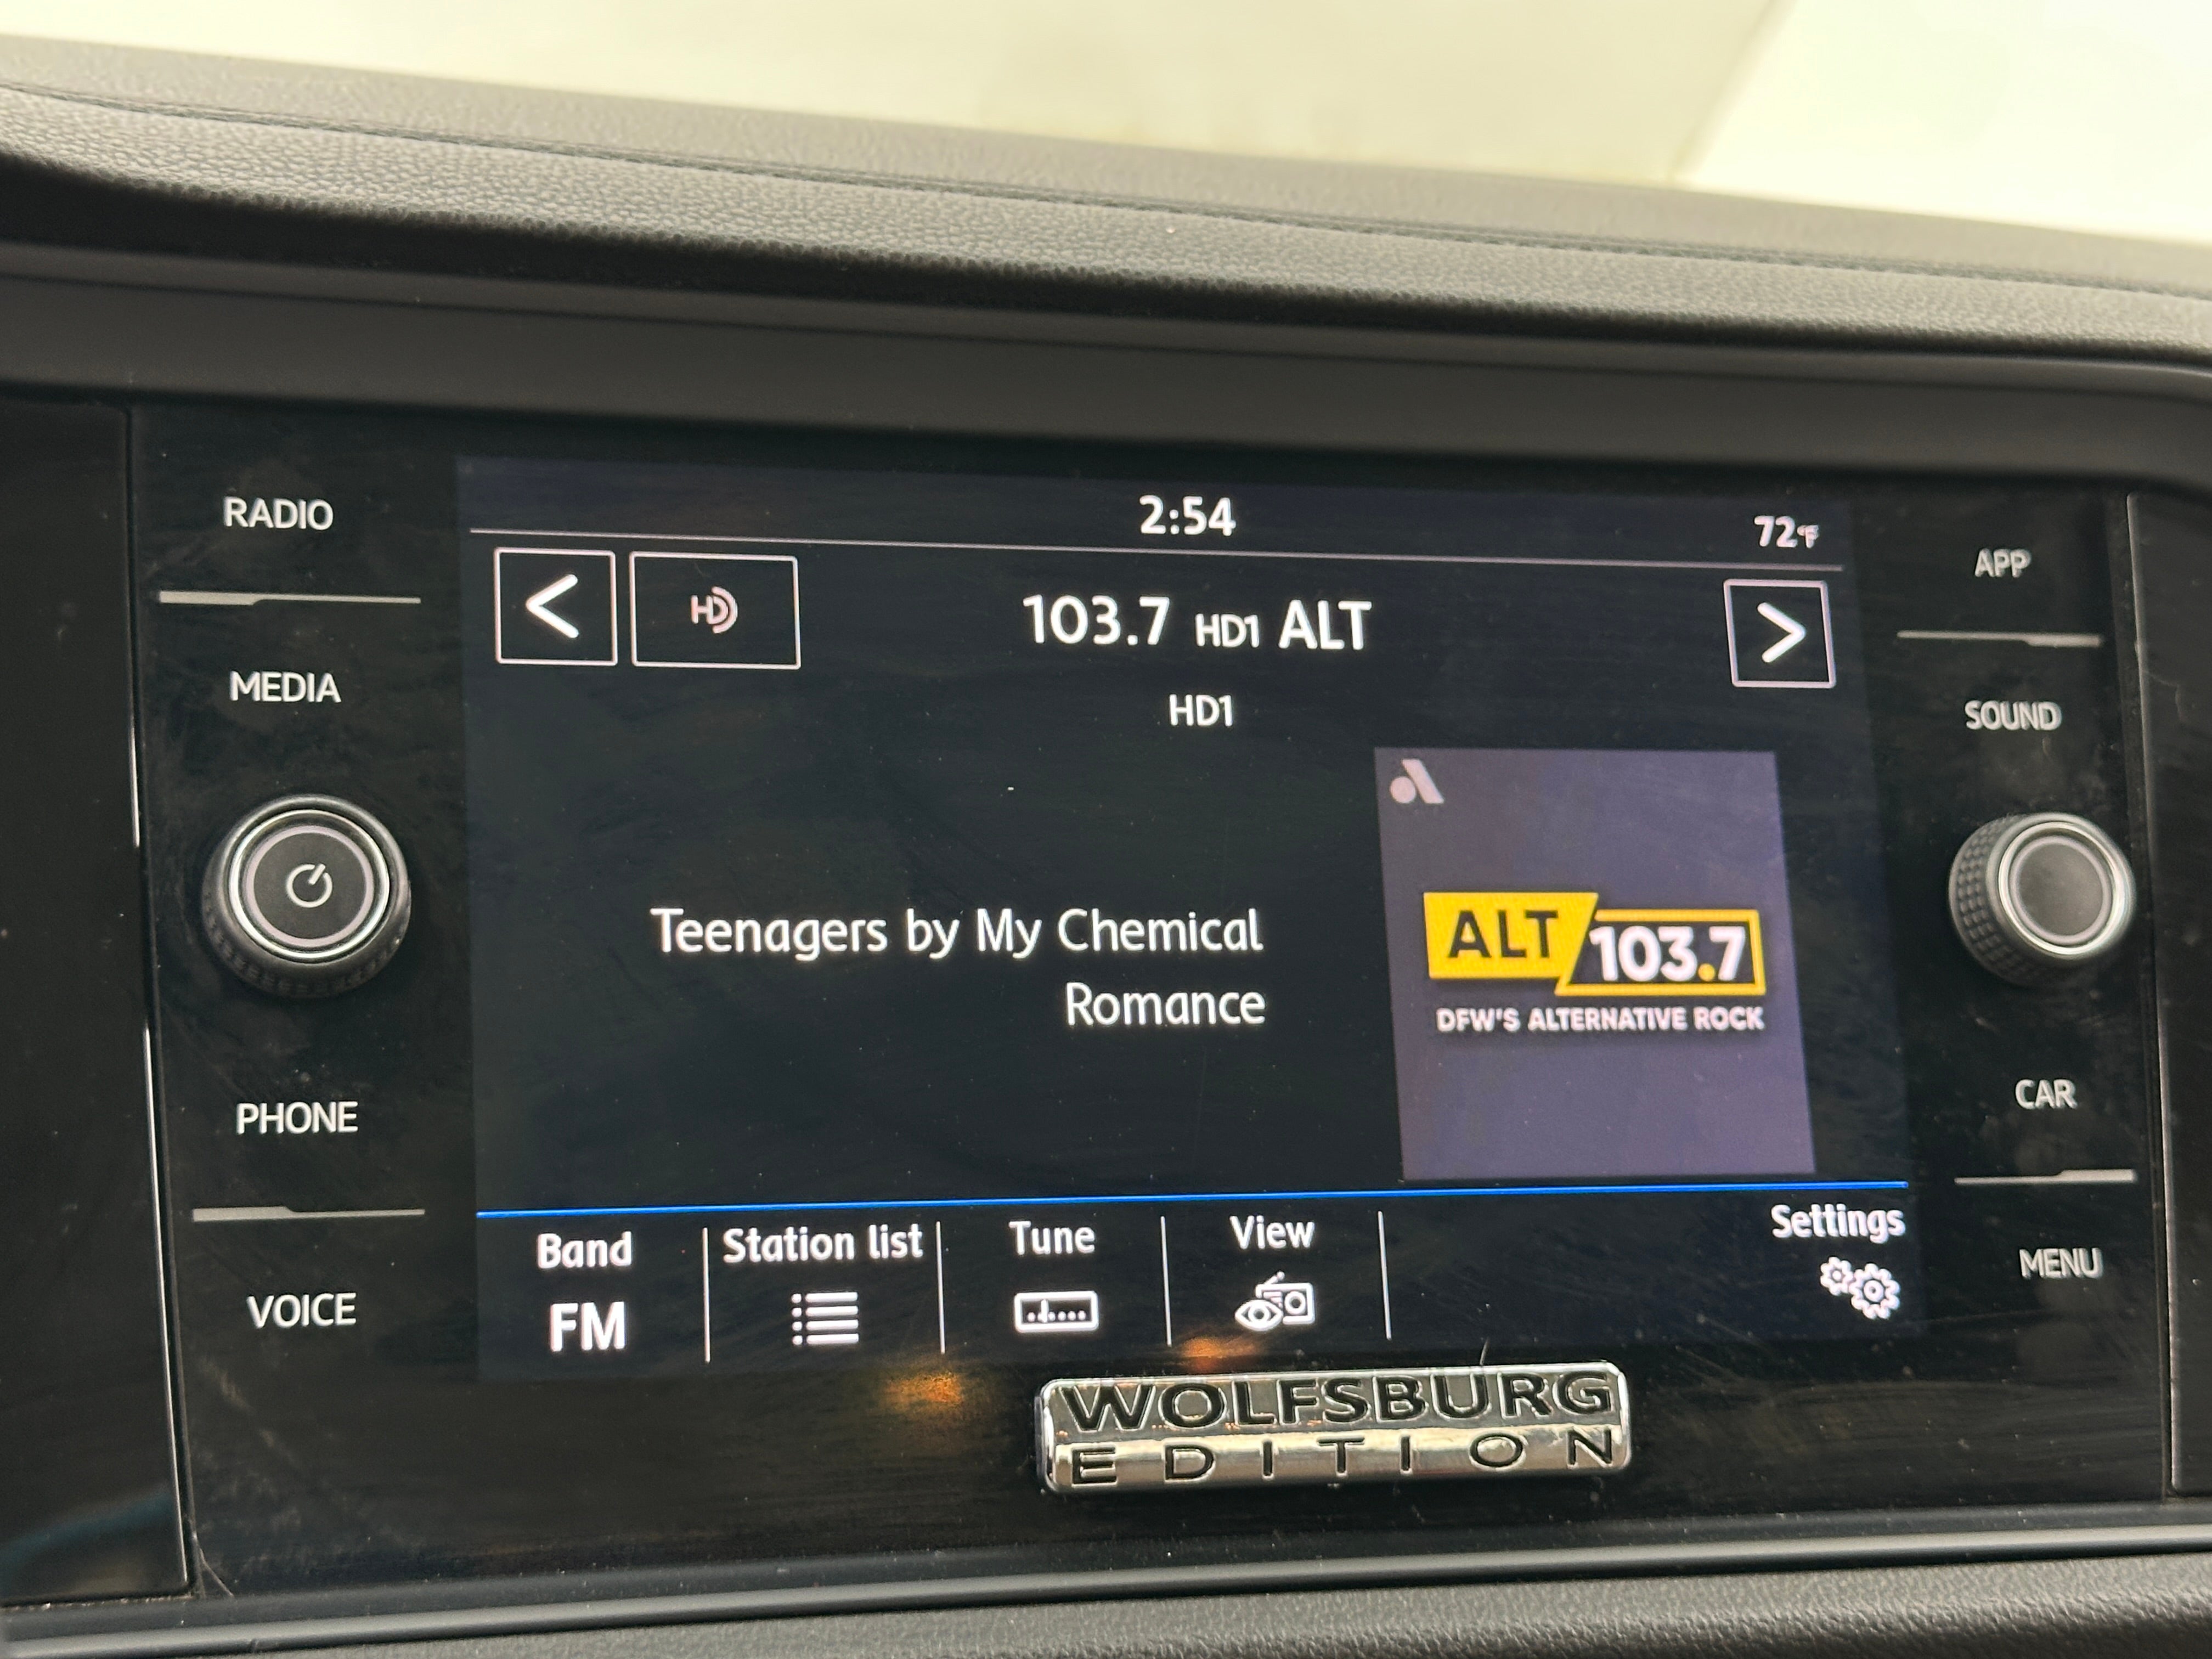 RADIO
MEDIA
PHONE
VOICE
2:54
72°F
HD
103.7 HD1 ALT
HD1
Teenagers by My Chemical
Romance
ALT 103.7
DFW'S ALTERNATIVE ROCK
Band
FM
Station list
Tune
View
Settings
APP
SOUND
CAR
MENU
WOLFSBURG
EDITION